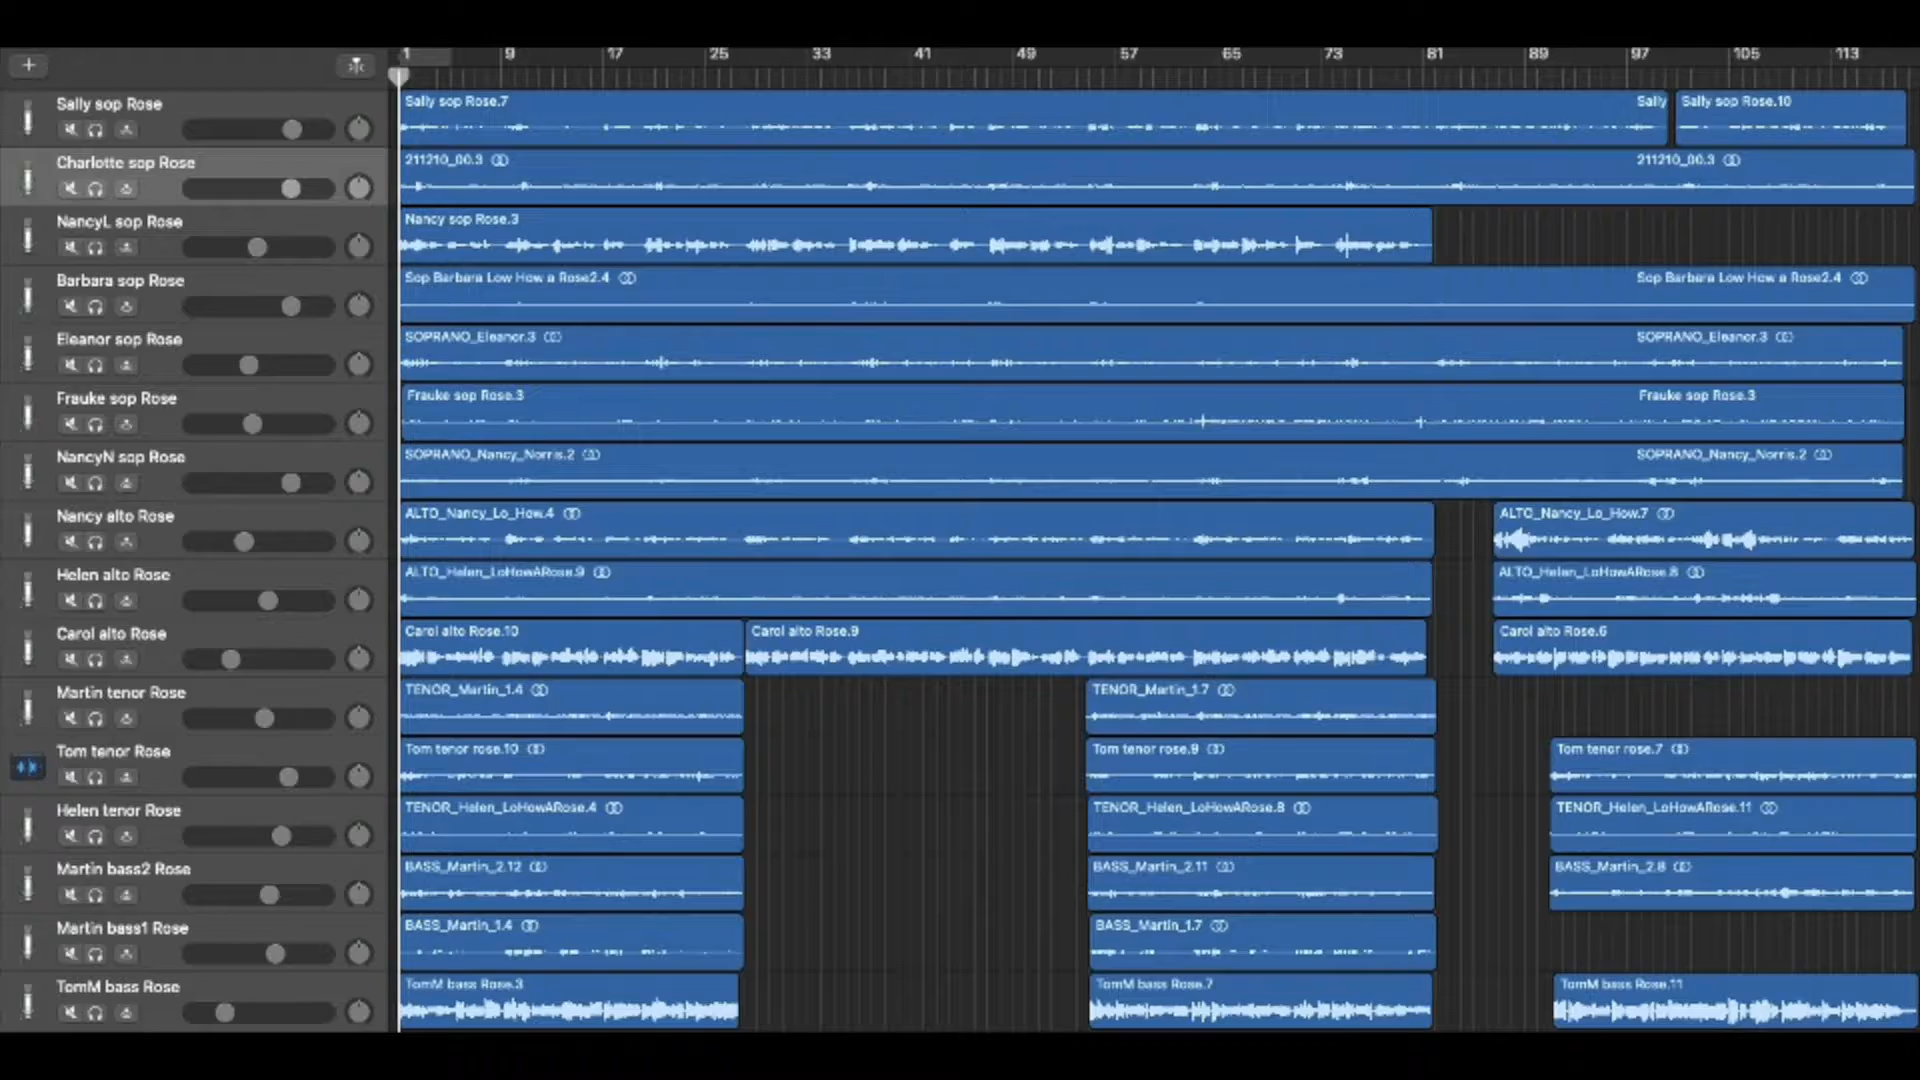 1 9 17 25 33 41 49 57 65 73 81 89 97 105 113
Sally sop Rose
Sally sop Rose.7 Sally Sally sop Rose.10
Charlotte sop Rose
211210_00.3 211210_00.3
NancyL sop Rose
Nancy sop Rose.3
Barbara sop Rose
Sop Barbara Low How a Rose2.4 Sop Barbara Low How a Rose2.4
Eleanor sop Rose
SOPRANO_Eleanor.3 SOPRANO_Eleanor.3
Frauke sop Rose
Frauke sop Rose.3 Frauke sop Rose.3
NancyN sop Rose
SOPRANO_Nancy_Norris.2 SOPRANO_Nancy_Norris.2
Nancy alto Rose
ALTO_Nancy_Lo_How.4 ALTO_Nancy_Lo_How.7
Helen alto Rose
ALTO_Helen_LoHowARose.9 ALTO_Helen_LoHowARose.8
Carol alto Rose
Carol alto Rose.10 Carol alto Rose.9 Carol alto Rose.6
Martin tenor Rose
TENOR_Martin_1.4 TENOR_Martin_1.7
Tom tenor Rose
Tom tenor rose.10 Tom tenor rose.9 Tom tenor rose.7
Helen tenor Rose
TENOR_Helen_LoHowARose.4 TENOR_Helen_LoHowARose.8 TENOR_Helen_LoHowARose.11
Martin bass2 Rose
BASS_Martin_2.12 BASS_Martin_2.11 BASS_Martin_2.8
Martin bass1 Rose
BASS_Martin_1.4 BASS_Martin_1.7
TomM bass Rose
TomM bass Rose.3 TomM bass Rose.7 TomM bass Rose.11